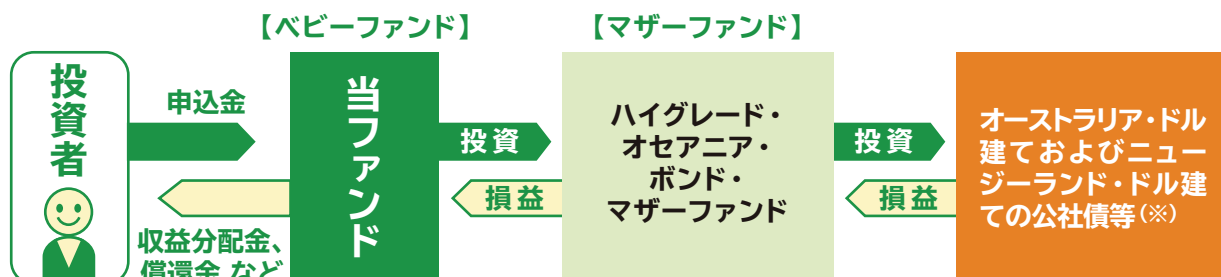 【ベビーファンド】
【マザーファンド】
投資者
申込金
収益分配金、
償還金 など
当ファンド
投資
損益
ハイグレード・
オセアニア・
ボンド・
マザーファンド
投資
損益
オーストラリア・ドル
建ておよびニュー
ジーランド・ドル建
ての公社債等(※)